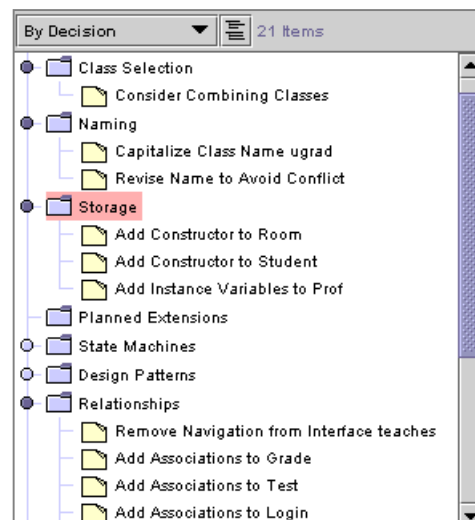 By Decision
21 Items
Class Selection
Consider Combining Classes
Naming
Capitalize Class Name ugrad
Revise Name to Avoid Conflict
Storage
Add Constructor to Room
Add Constructor to Student
Add Instance Variables to Prof
Planned Extensions
State Machines
Design Patterns
Relationships
Remove Navigation from Interface teaches
Add Associations to Grade
Add Associations to Test
Add Associations to Login